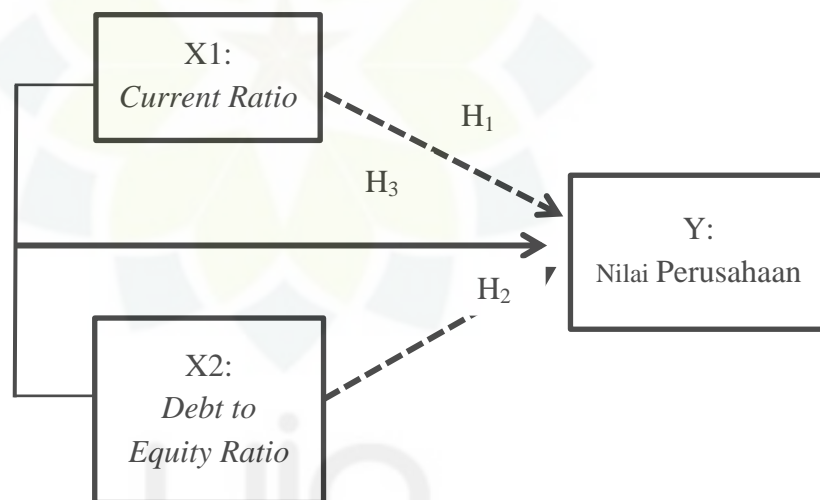 X1:
Current Ratio
H₁
H₃
Y:
Nilai Perusahaan
H₂
X2:
Debt to
Equity Ratio